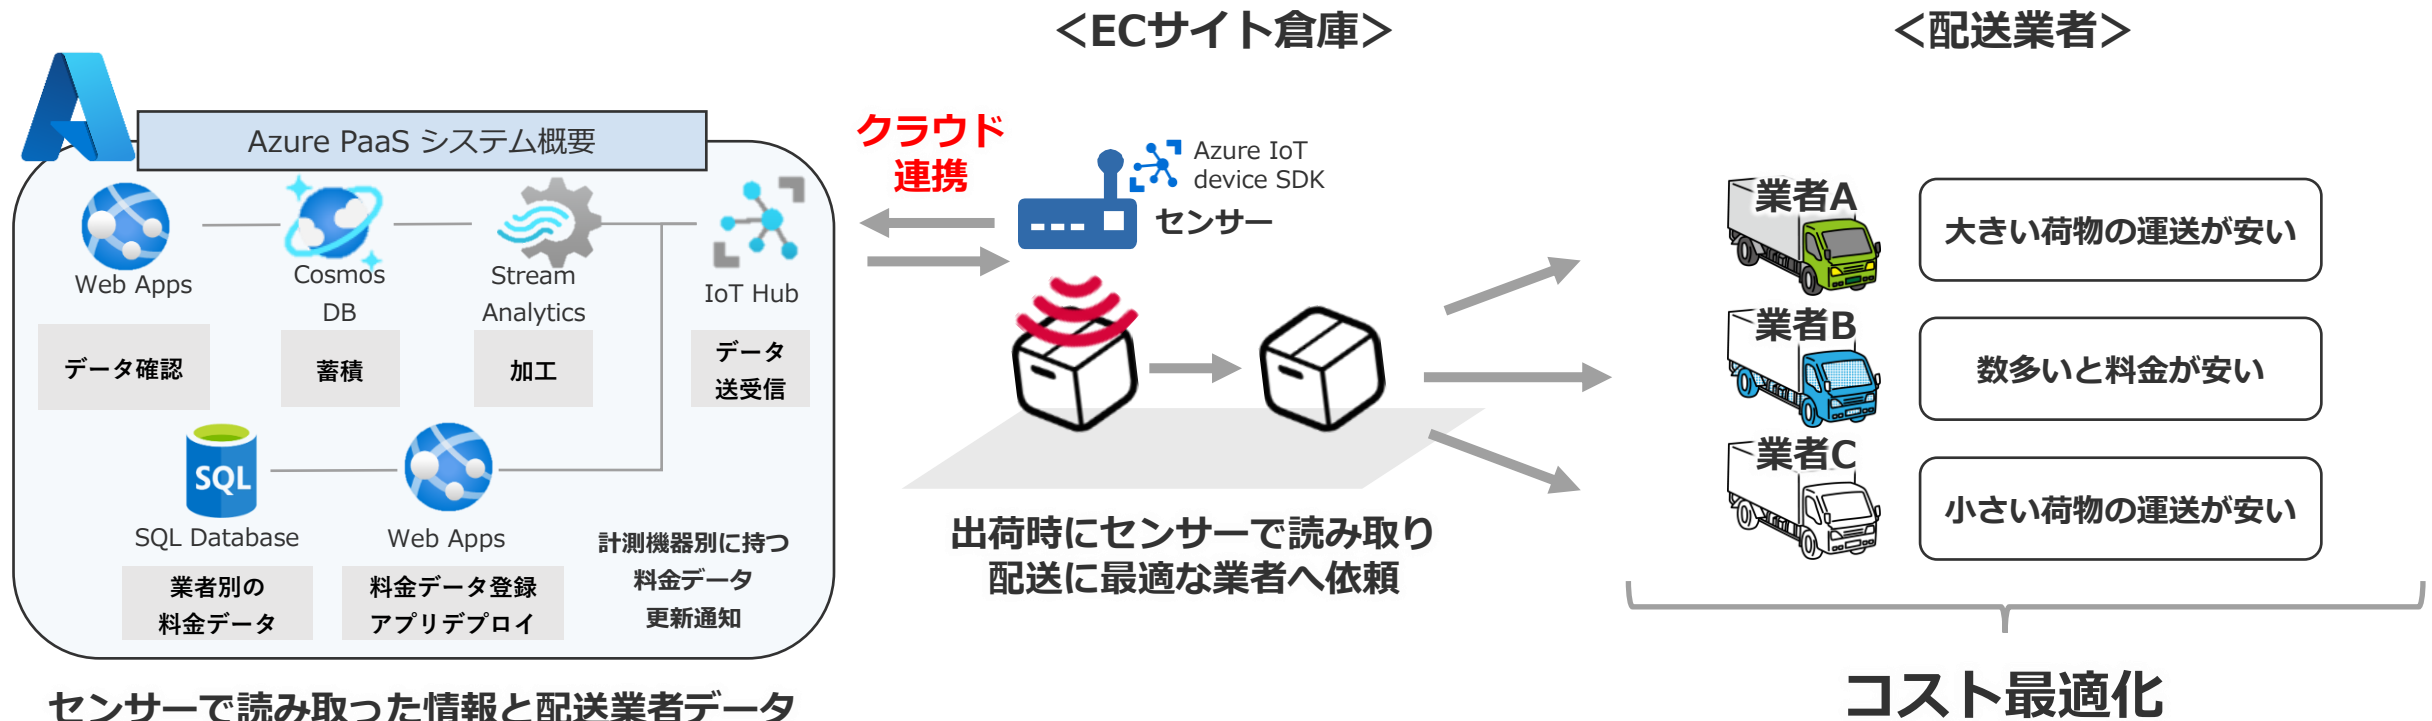 <ECサイト倉庫>
<配送業者>
Azure PaaS システム概要
クラウド
連携
Azure IoT
device SDK
センサー
Web Apps
Cosmos
DB
Stream
Analytics
IoT Hub
データ確認
蓄積
加工
データ
送受信
SQL
SQL Database
Web Apps
業者別の
料金データ
料金データ登録
アプリデプロイ
計測機器別に持つ
料金データ
更新通知
センサーで読み取った情報と配送業者データ
出荷時にセンサーで読み取り
配送に最適な業者へ依頼
業者A
大きい荷物の運送が安い
業者B
数多いと料金が安い
業者C
小さい荷物の運送が安い
コスト最適化